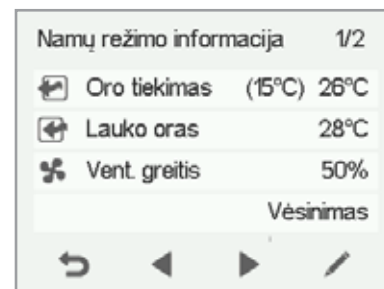 Namų režimo informacija 1/2
Oro tiekimas (15°C) 26°C
Lauko oras 28°C
Vent. greitis 50%
Vėsinimas